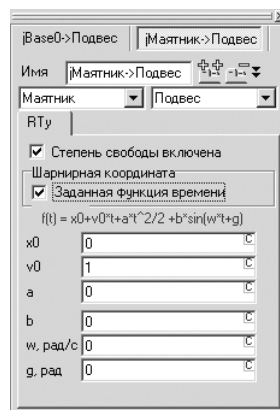 jBase0->Подвес jМаятник->Подвес
Имя jМаятник->Подвес
Маятник Подвес
RTy
Степень свободы включена
Шарнирная координата
Заданная функция времени
f(t) = x0+v0*t+a*t^2/2 +b*sin(w*t+g)
x0 0 C
v0 1 C
a 0 C
b 0 C
w, рад/с 0 C
g, рад 0 C